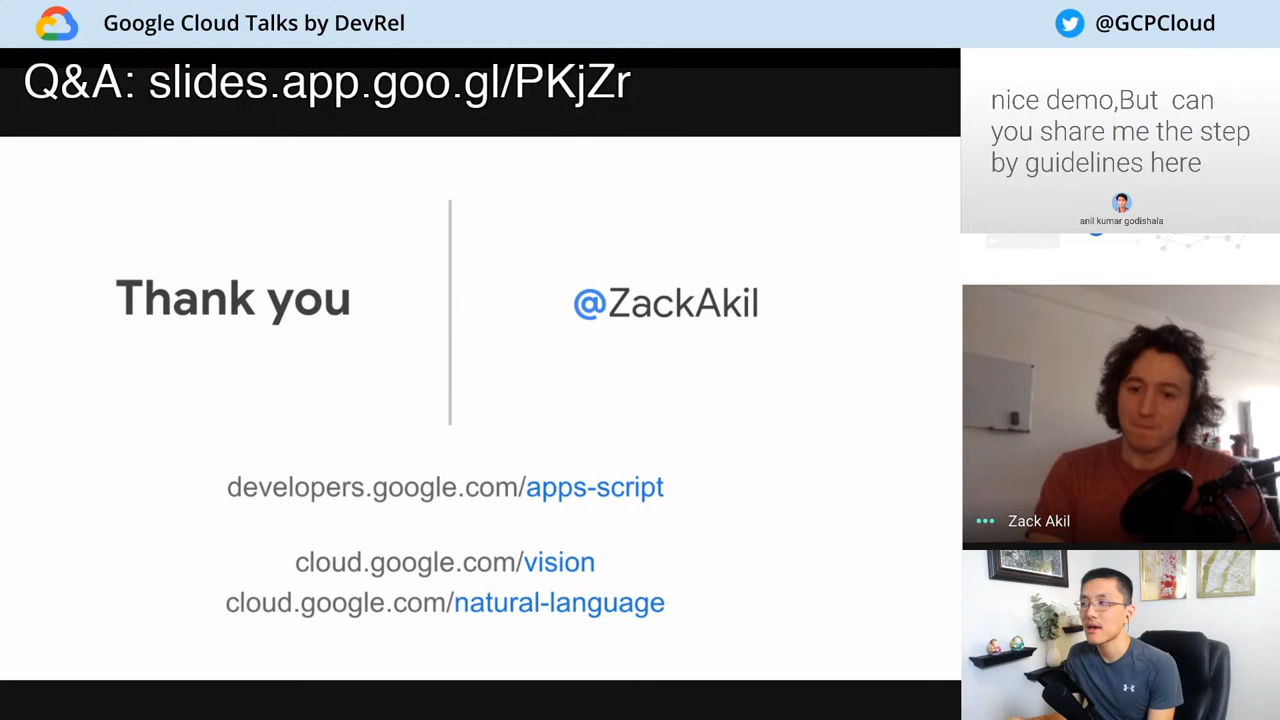 Google Cloud Talks by DevRel
@GCPCloud
Q&A: slides.app.goo.gl/PKjZr
nice demo,But can
you share me the step
by guidelines here
anil kumar godishala
Thank you
@ZackAkil
developers.google.com/apps-script
cloud.google.com/vision
cloud.google.com/natural-language
Zack Akil